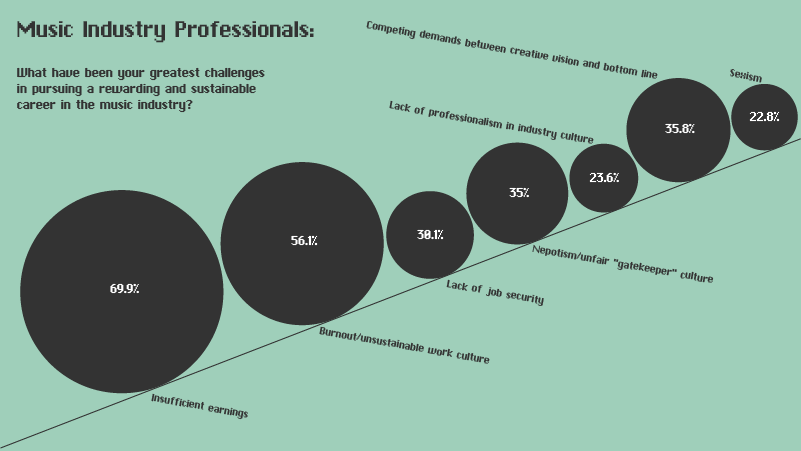 Music Industry Professionals:
What have been your greatest challenges
in pursuing a rewarding and sustainable
career in the music industry?
Competing demands between creative vision and bottom line
Sexism
Lack of professionalism in industry culture
69.9%
56.1%
30.1%
35%
23.6%
35.8%
22.8%
Nepotism/unfair "gatekeeper" culture
Lack of job security
Burnout/unsustainable work culture
Insufficient earnings